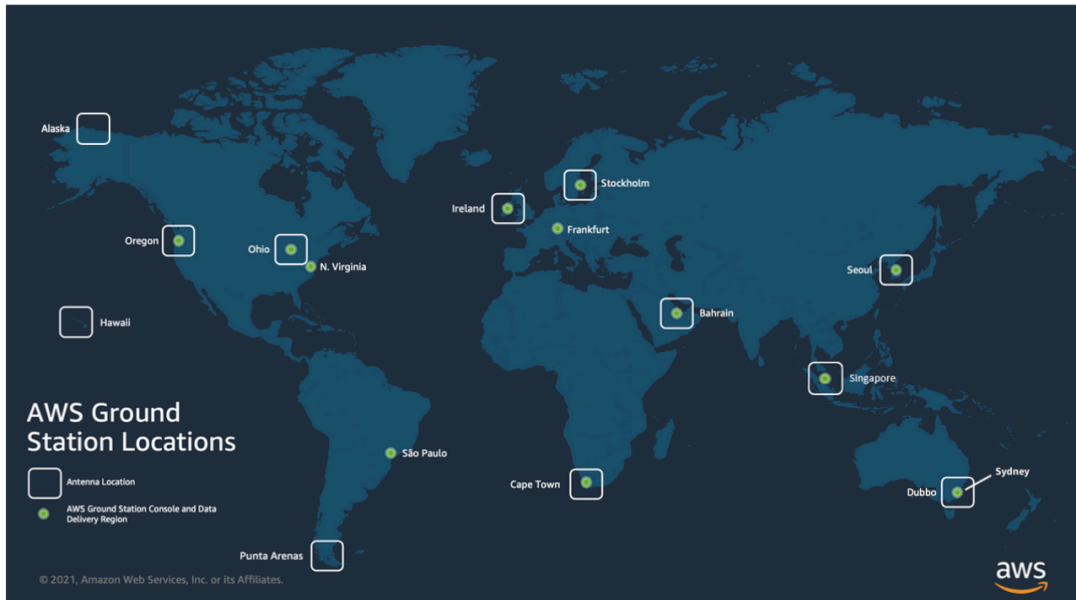 Alaska
Stockholm
Ireland
Frankfurt
Oregon
Ohio
N. Virginia
Seoul
Bahrain
Hawaii
Singapore
AWS Ground
Station Locations
São Paulo
Sydney
Antenna Location
Cape Town
Dubbo
AWS Ground Station Console and Data
Delivery Region
Punta Arenas
© 2021, Amazon Web Services, Inc. or its Affiliates.
aws